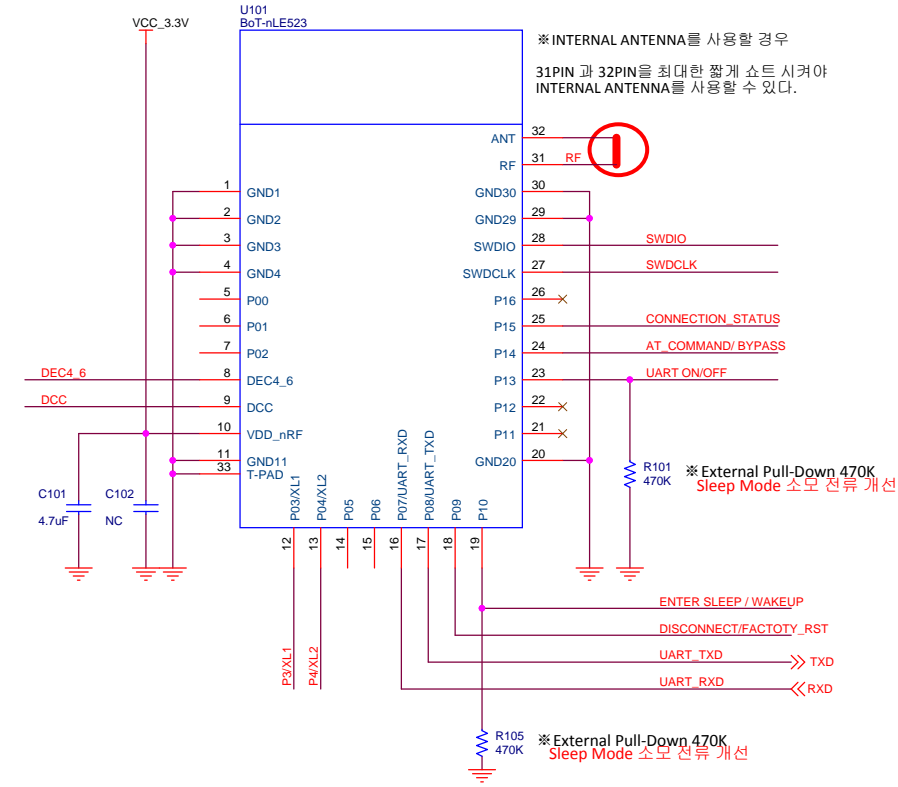 U101
BoT-nLE523
VCC_3.3V
※INTERNAL ANTENNA를 사용할 경우
31PIN 과 32PIN을 최대한 짧게 쇼트 시켜야
INTERNAL ANTENNA를 사용할 수 있다.
ANT 32
RF 31 RF
1 GND1
GND30 30
2 GND2
GND29 29
3 GND3
SWDIO 28 SWDIO
4 GND4
SWDCLK 27 SWDCLK
5 P00
P16 26
6 P01
P15 25 CONNECTION_STATUS
7 P02
P14 24 AT_COMMAND/ BYPASS
DEC4_6 8 DEC4_6
P13 23 UART ON/OFF
DCC 9 DCC
P12 22
10 VDD_nRF
P11 21
11 GND11
GND20 20
33 T-PAD
C101
4.7uF
C102
NC
R101
470K
※External Pull-Down 470K
Sleep Mode 소모 전류 개선
P03/XL1
P04/XL2
P05
P06
P07/UART_RXD
P08/UART_TXD
P09
P10
12
13
14
15
16
17
18
19
ENTER SLEEP / WAKEUP
DISCONNECT/FACTOTY_RST
UART_TXD TXD
UART_RXD RXD
P3/XL1
P4/XL2
R105
470K
※External Pull-Down 470K
Sleep Mode 소모 전류 개선